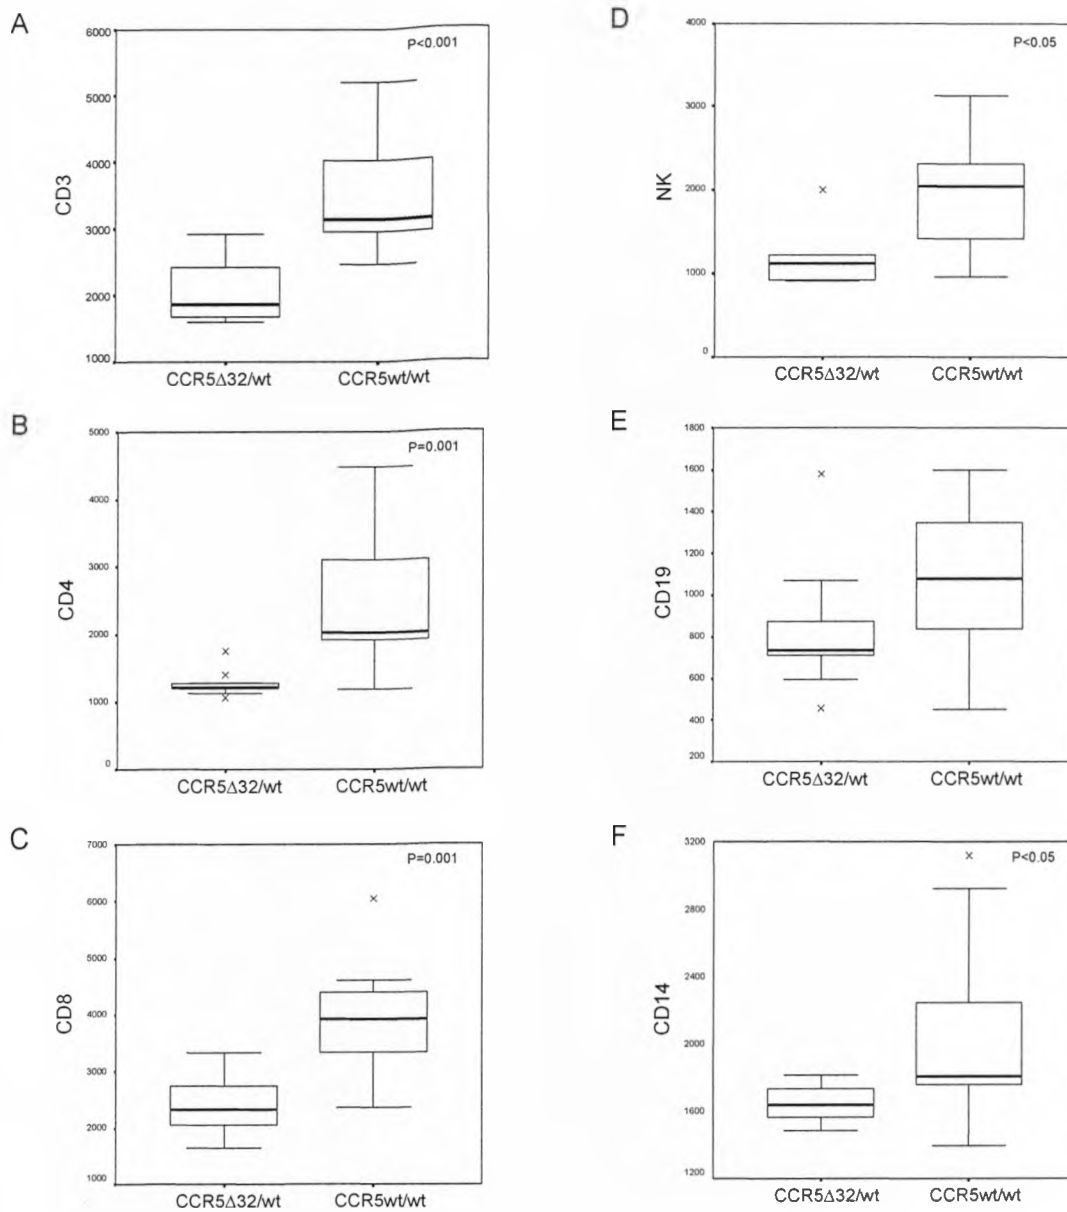 A
P<0.001
6000
5000
4000
3000
2000
1000
CD3
CCR5Δ32/wt CCR5wt/wt
B
P=0.001
5000
4000
3000
2000
1000
0
CD4
CCR5Δ32/wt CCR5wt/wt
C
P=0.001
7000
6000
5000
4000
3000
2000
1000
CD8
CCR5Δ32/wt CCR5wt/wt
D
P<0.05
4000
3000
2000
1000
0
NK
CCR5Δ32/wt CCR5wt/wt
E
1800
1600
1400
1200
1000
800
600
400
200
CD19
CCR5Δ32/wt CCR5wt/wt
F
P<0.05
3200
2800
2400
2000
1600
1200
CD14
CCR5Δ32/wt CCR5wt/wt